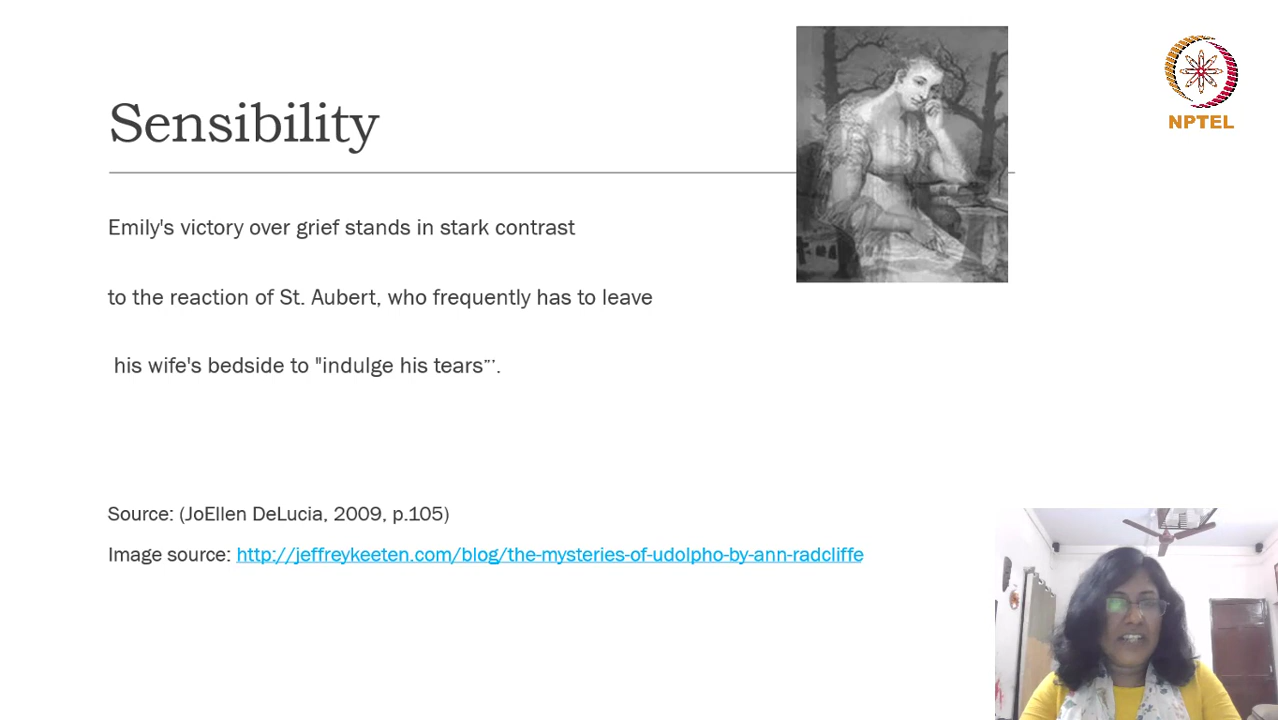 NPTEL
Sensibility
Emily's victory over grief stands in stark contrast
to the reaction of St. Aubert, who frequently has to leave
his wife's bedside to "indulge his tears”’.
Source: (JoEllen DeLucia, 2009, p.105)
Image source: http://jeffreykeeten.com/blog/the-mysteries-of-udolpho-by-ann-radcliffe